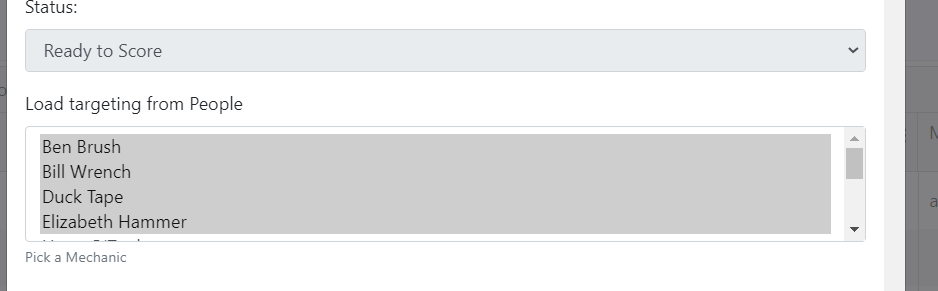 Status:
Ready to Score
Load targeting from People
Ben Brush
Bill Wrench
Duck Tape
Elizabeth Hammer
Pick a Mechanic